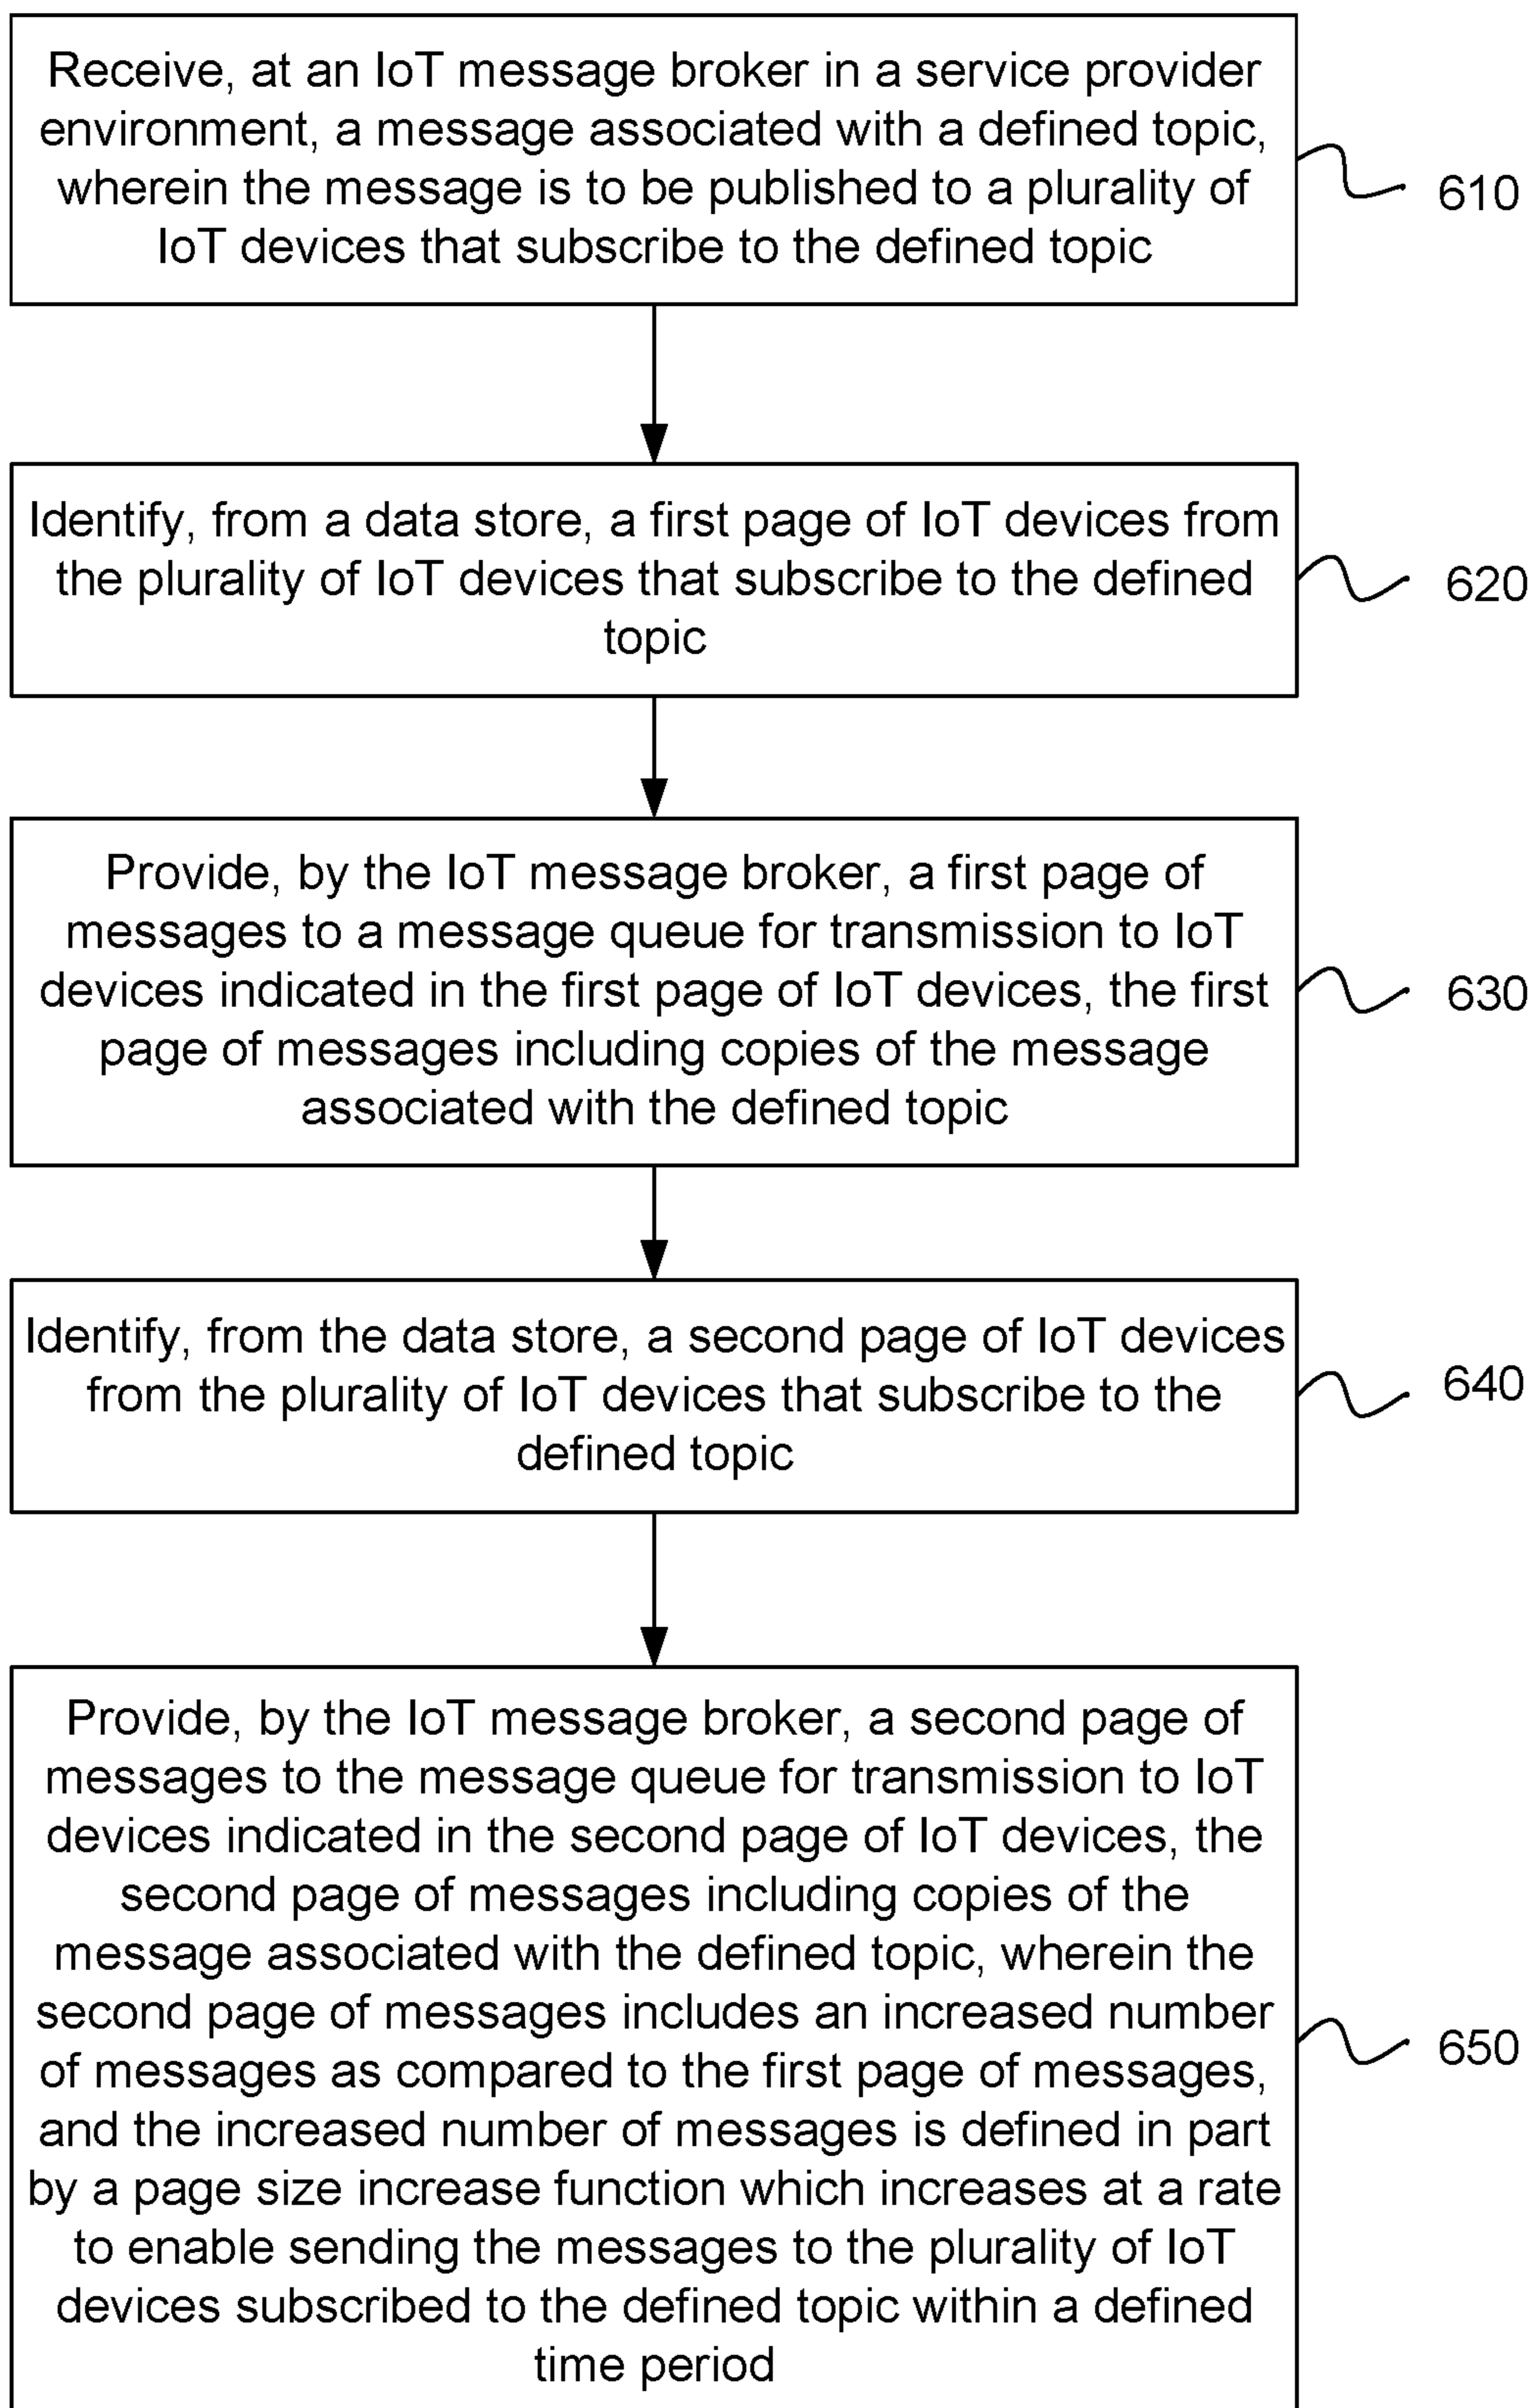 Receive, at an IoT message broker in a service provider
environment, a message associated with a defined topic,
wherein the message is to be published to a plurality of
IoT devices that subscribe to the defined topic
610
Identify, from a data store, a first page of IoT devices from
the plurality of IoT devices that subscribe to the defined
topic
620
Provide, by the IoT message broker, a first page of
messages to a message queue for transmission to IoT
devices indicated in the first page of IoT devices, the first
page of messages including copies of the message
associated with the defined topic
630
Identify, from the data store, a second page of IoT devices
from the plurality of IoT devices that subscribe to the
defined topic
640
Provide, by the IoT message broker, a second page of
messages to the message queue for transmission to IoT
devices indicated in the second page of IoT devices, the
second page of messages including copies of the
message associated with the defined topic, wherein the
second page of messages includes an increased number
of messages as compared to the first page of messages,
and the increased number of messages is defined in part
by a page size increase function which increases at a rate
to enable sending the messages to the plurality of IoT
devices subscribed to the defined topic within a defined
time period
650